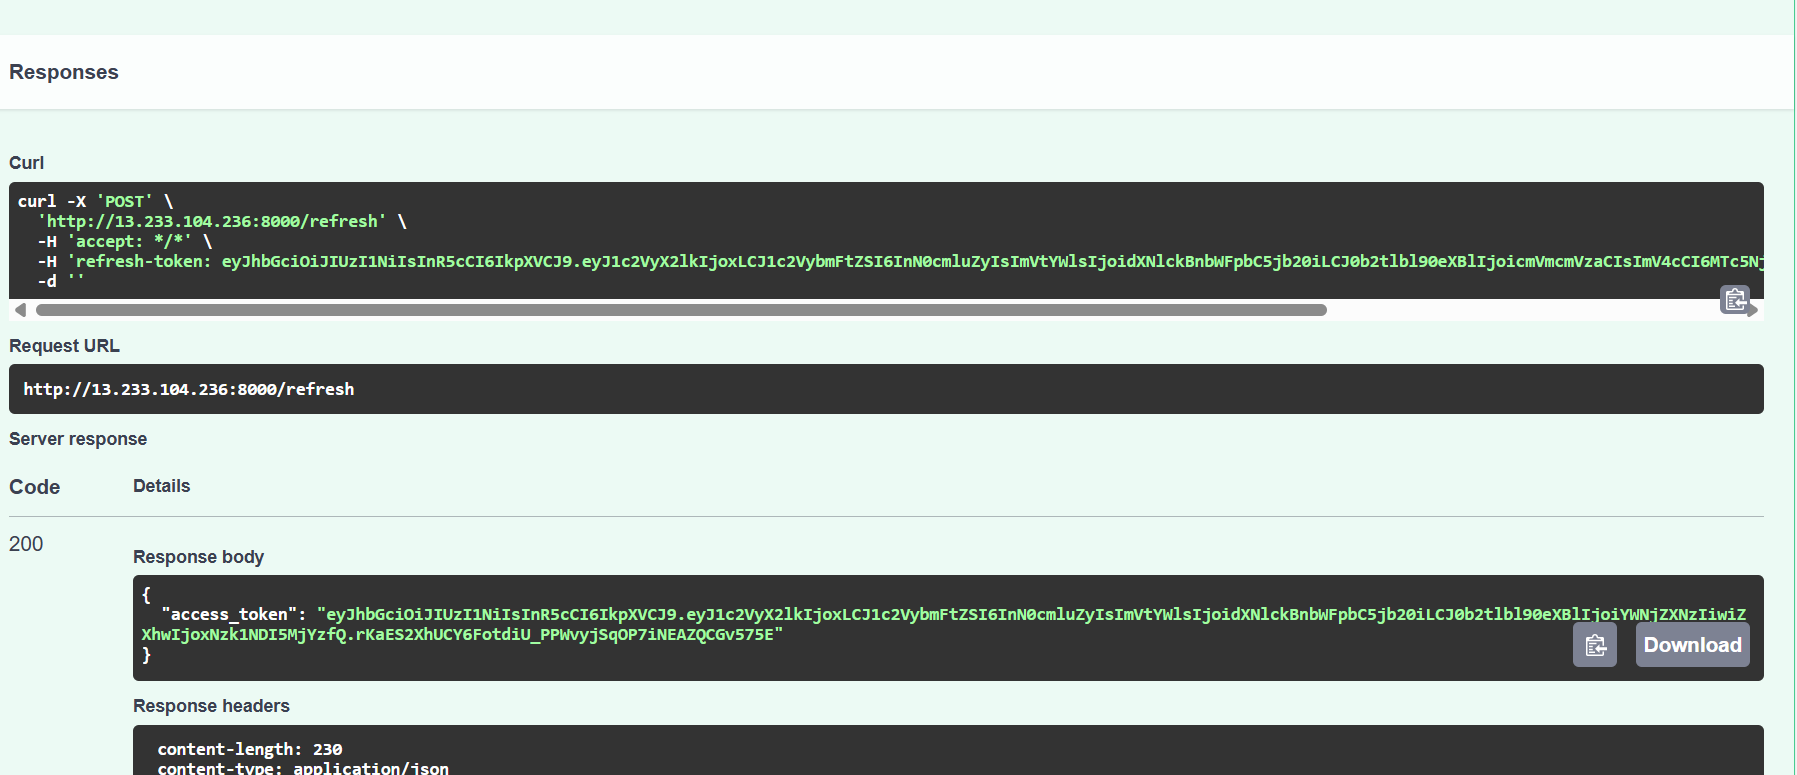 Responses
Curl
curl -X 'POST' \
'http://13.233.104.236:8000/refresh' \
-H 'accept: */*' \
-H 'refresh-token: eyJhbGciOiJIUzI1NiIsInR5cCI6IkpXVCJ9.eyJ1c2VyX2lkIjoxLCJ1c2VybmFtZSI6InN0cmluZyIsImVtYWlsIjoidXNlckBnbWFpbC5jb20iLCJ0b2tlbl90eXBlIjoicmVmcmVzaCIsImV4cCI6MTc5Nj
-d ''
Request URL
http://13.233.104.236:8000/refresh
Server response
Code Details
200
Response body
{
"access_token": "eyJhbGciOiJIUzI1NiIsInR5cCI6IkpXVCJ9.eyJ1c2VyX2lkIjoxLCJ1c2VybmFtZSI6InN0cmluZyIsImVtYWlsIjoidXNlckBnbWFpbC5jb20iLCJ0b2tlbl90eXBlIjoiYWNjZXNzIiwiZ
XhwIjoxNzk1NDI5MjYzfQ.rKaES2XhUCY6FotdiU_PPWvyjSqOP7iNEAZQCGv575E"
}
Download
Response headers
content-length: 230
content-type: application/json